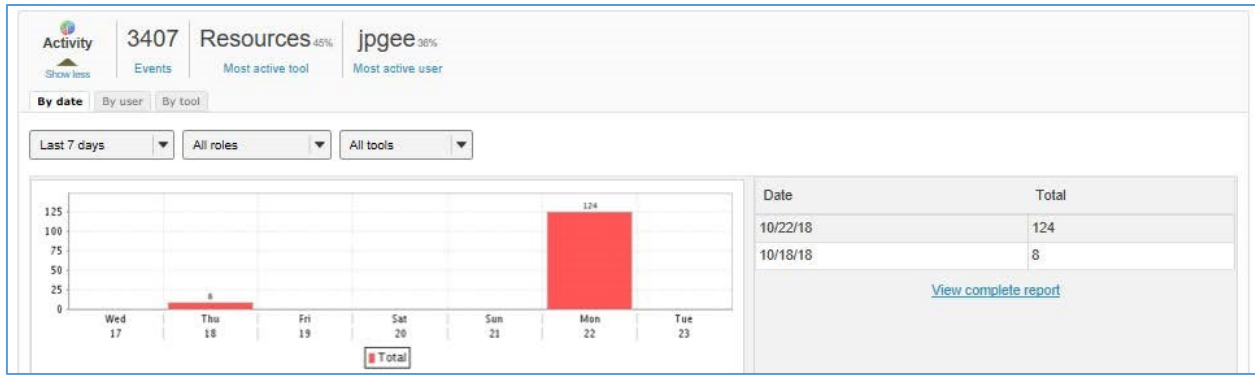 Activity 3407 Resources 45% jpgee 36%
Show less Events Most active tool Most active user
By date By user By tool
Last 7 days All roles All tools
125
100
75
50
25
0
8
124
Wed Thu Fri Sat Sun Mon Tue
17 18 19 20 21 22 23
Total
Date Total
10/22/18 124
10/18/18 8
View complete report